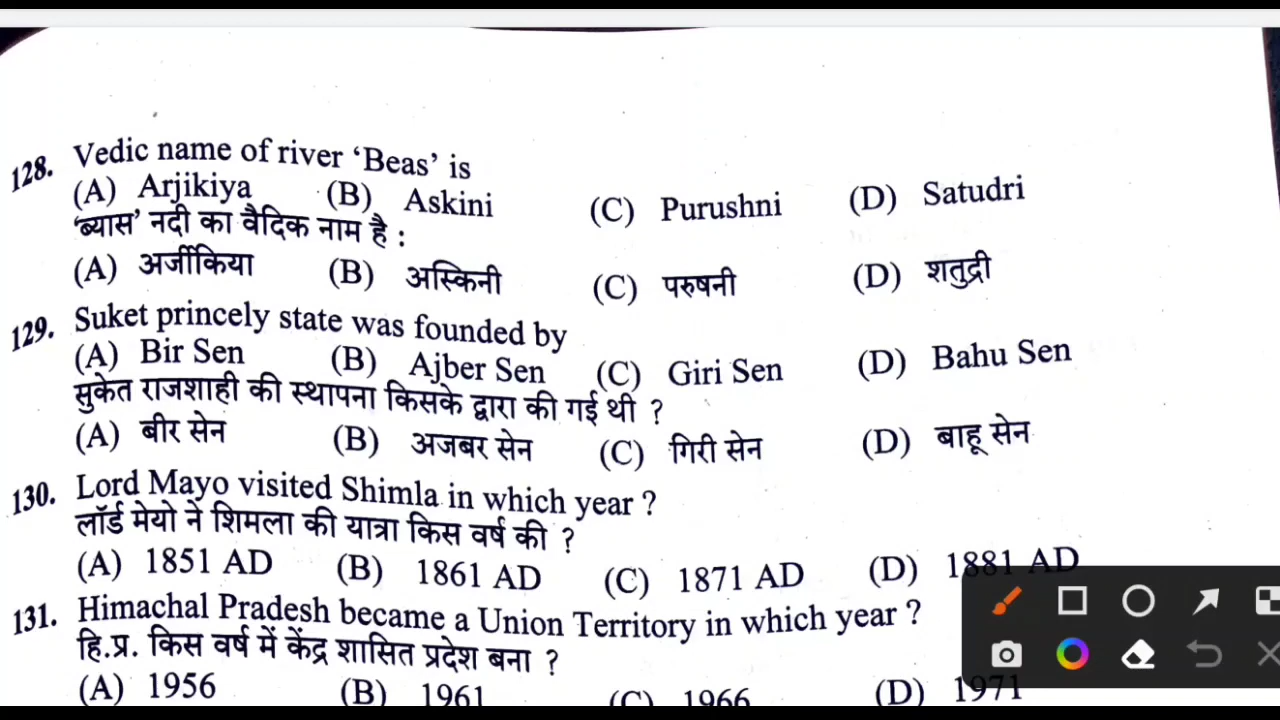 128. Vedic name of river ‘Beas’ is
(A) Arjikiya (B) Askini (C) Purushni (D) Satudri
‘ब्यास’ नदी का वैदिक नाम है :
(A) अर्जीकिया (B) अस्किनी (C) परुषनी (D) शतुद्री
129. Suket princely state was founded by
(A) Bir Sen (B) Ajber Sen (C) Giri Sen (D) Bahu Sen
सुकेत राजशाही की स्थापना किसके द्वारा की गई थी ?
(A) बीर सेन (B) अजबर सेन (C) गिरी सेन (D) बाहू सेन
130. Lord Mayo visited Shimla in which year ?
लॉर्ड मेयो ने शिमला की यात्रा किस वर्ष की ?
(A) 1851 AD (B) 1861 AD (C) 1871 AD (D) 1881 AD
131. Himachal Pradesh became a Union Territory in which year ?
हि.प्र. किस वर्ष में केंद्र शासित प्रदेश बना ?
(A) 1956 (B) 1961 (C) 1966 (D) 1971